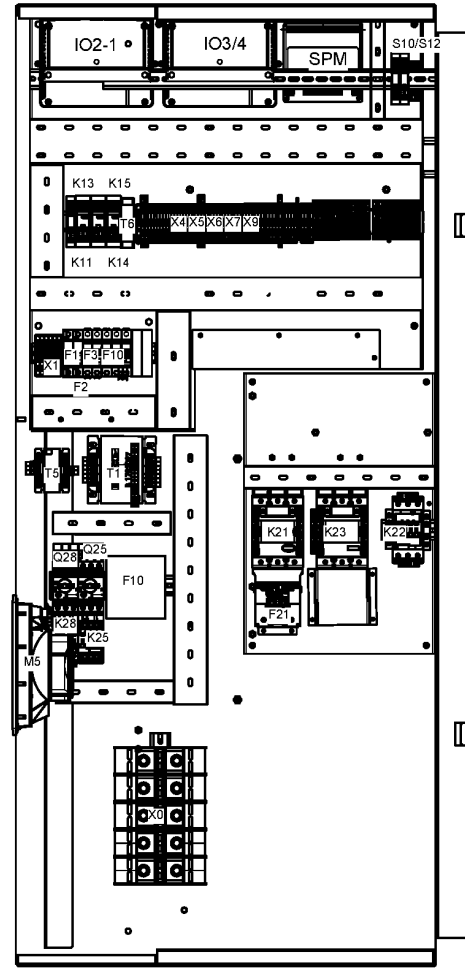 IO2-1 IO3/4 SPM S10/S12
K13 K15
T6 X4 X5 X6 X7 X9
K11 K14
X1 F1 F3 F10
F2
T5 T1
K21 K23 K22
Q28 Q25
F10
F21
K28 K25
M5
X0